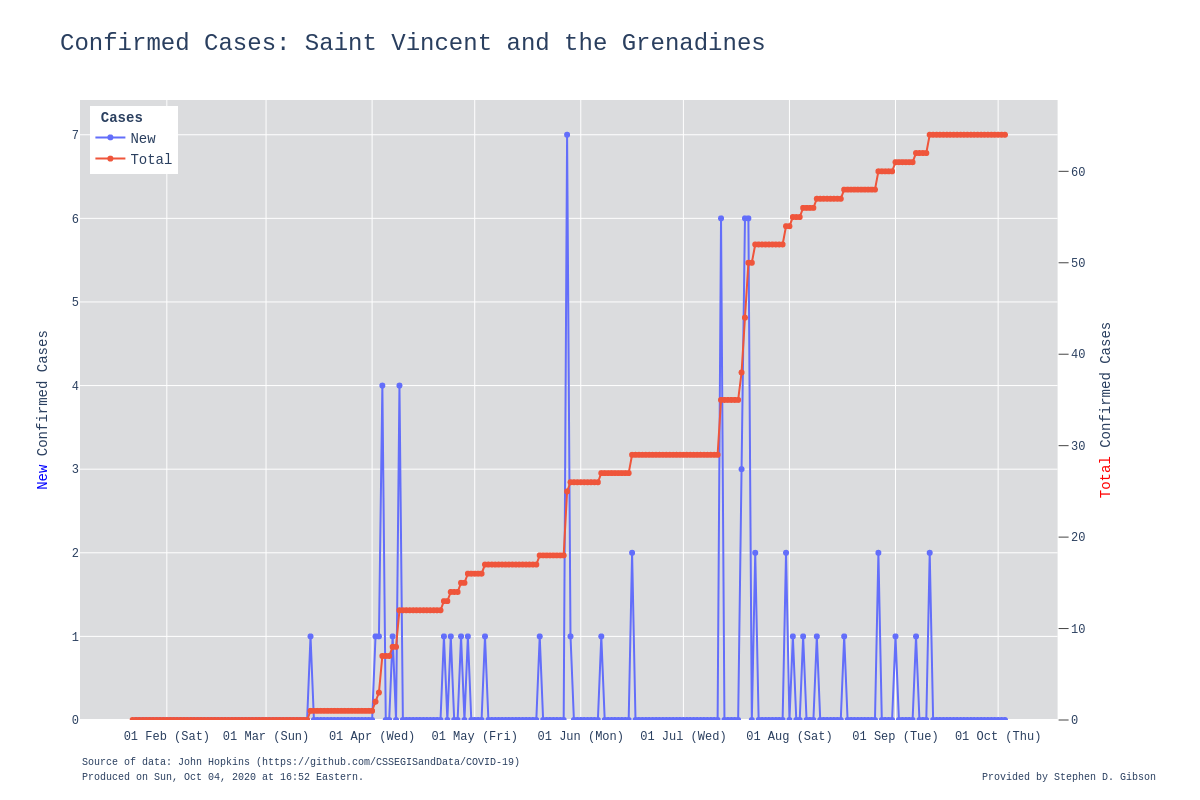 Confirmed Cases: Saint Vincent and the Grenadines
Cases
New
Total
7
6
5
4
3
2
1
0
New Confirmed Cases
60
50
40
30
20
10
0
Total Confirmed Cases
01 Feb (Sat) 01 Mar (Sun) 01 Apr (Wed) 01 May (Fri) 01 Jun (Mon) 01 Jul (Wed) 01 Aug (Sat) 01 Sep (Tue) 01 Oct (Thu)
Source of data: John Hopkins (https://github.com/CSSEGISandData/COVID-19)
Produced on Sun, Oct 04, 2020 at 16:52 Eastern.
Provided by Stephen D. Gibson